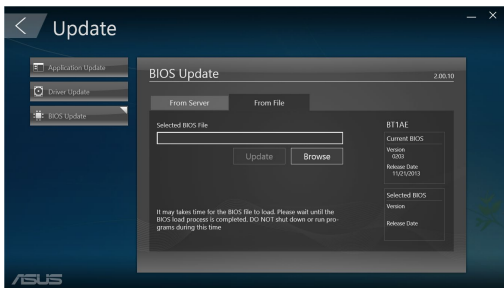 Update
Application Update
Driver Update
BIOS Update
BIOS Update
2.00.10
From Server
From File
Selected BIOS File
Update
Browse
It may takes time for the BIOS file to load. Please wait until the
BIOS load process is completed. DO NOT shut down or run pro-
grams during this time
BT1AE
Current BIOS
Version
0203
Release Date
11/21/2013
Selected BIOS
Version
Release Date
ASUS